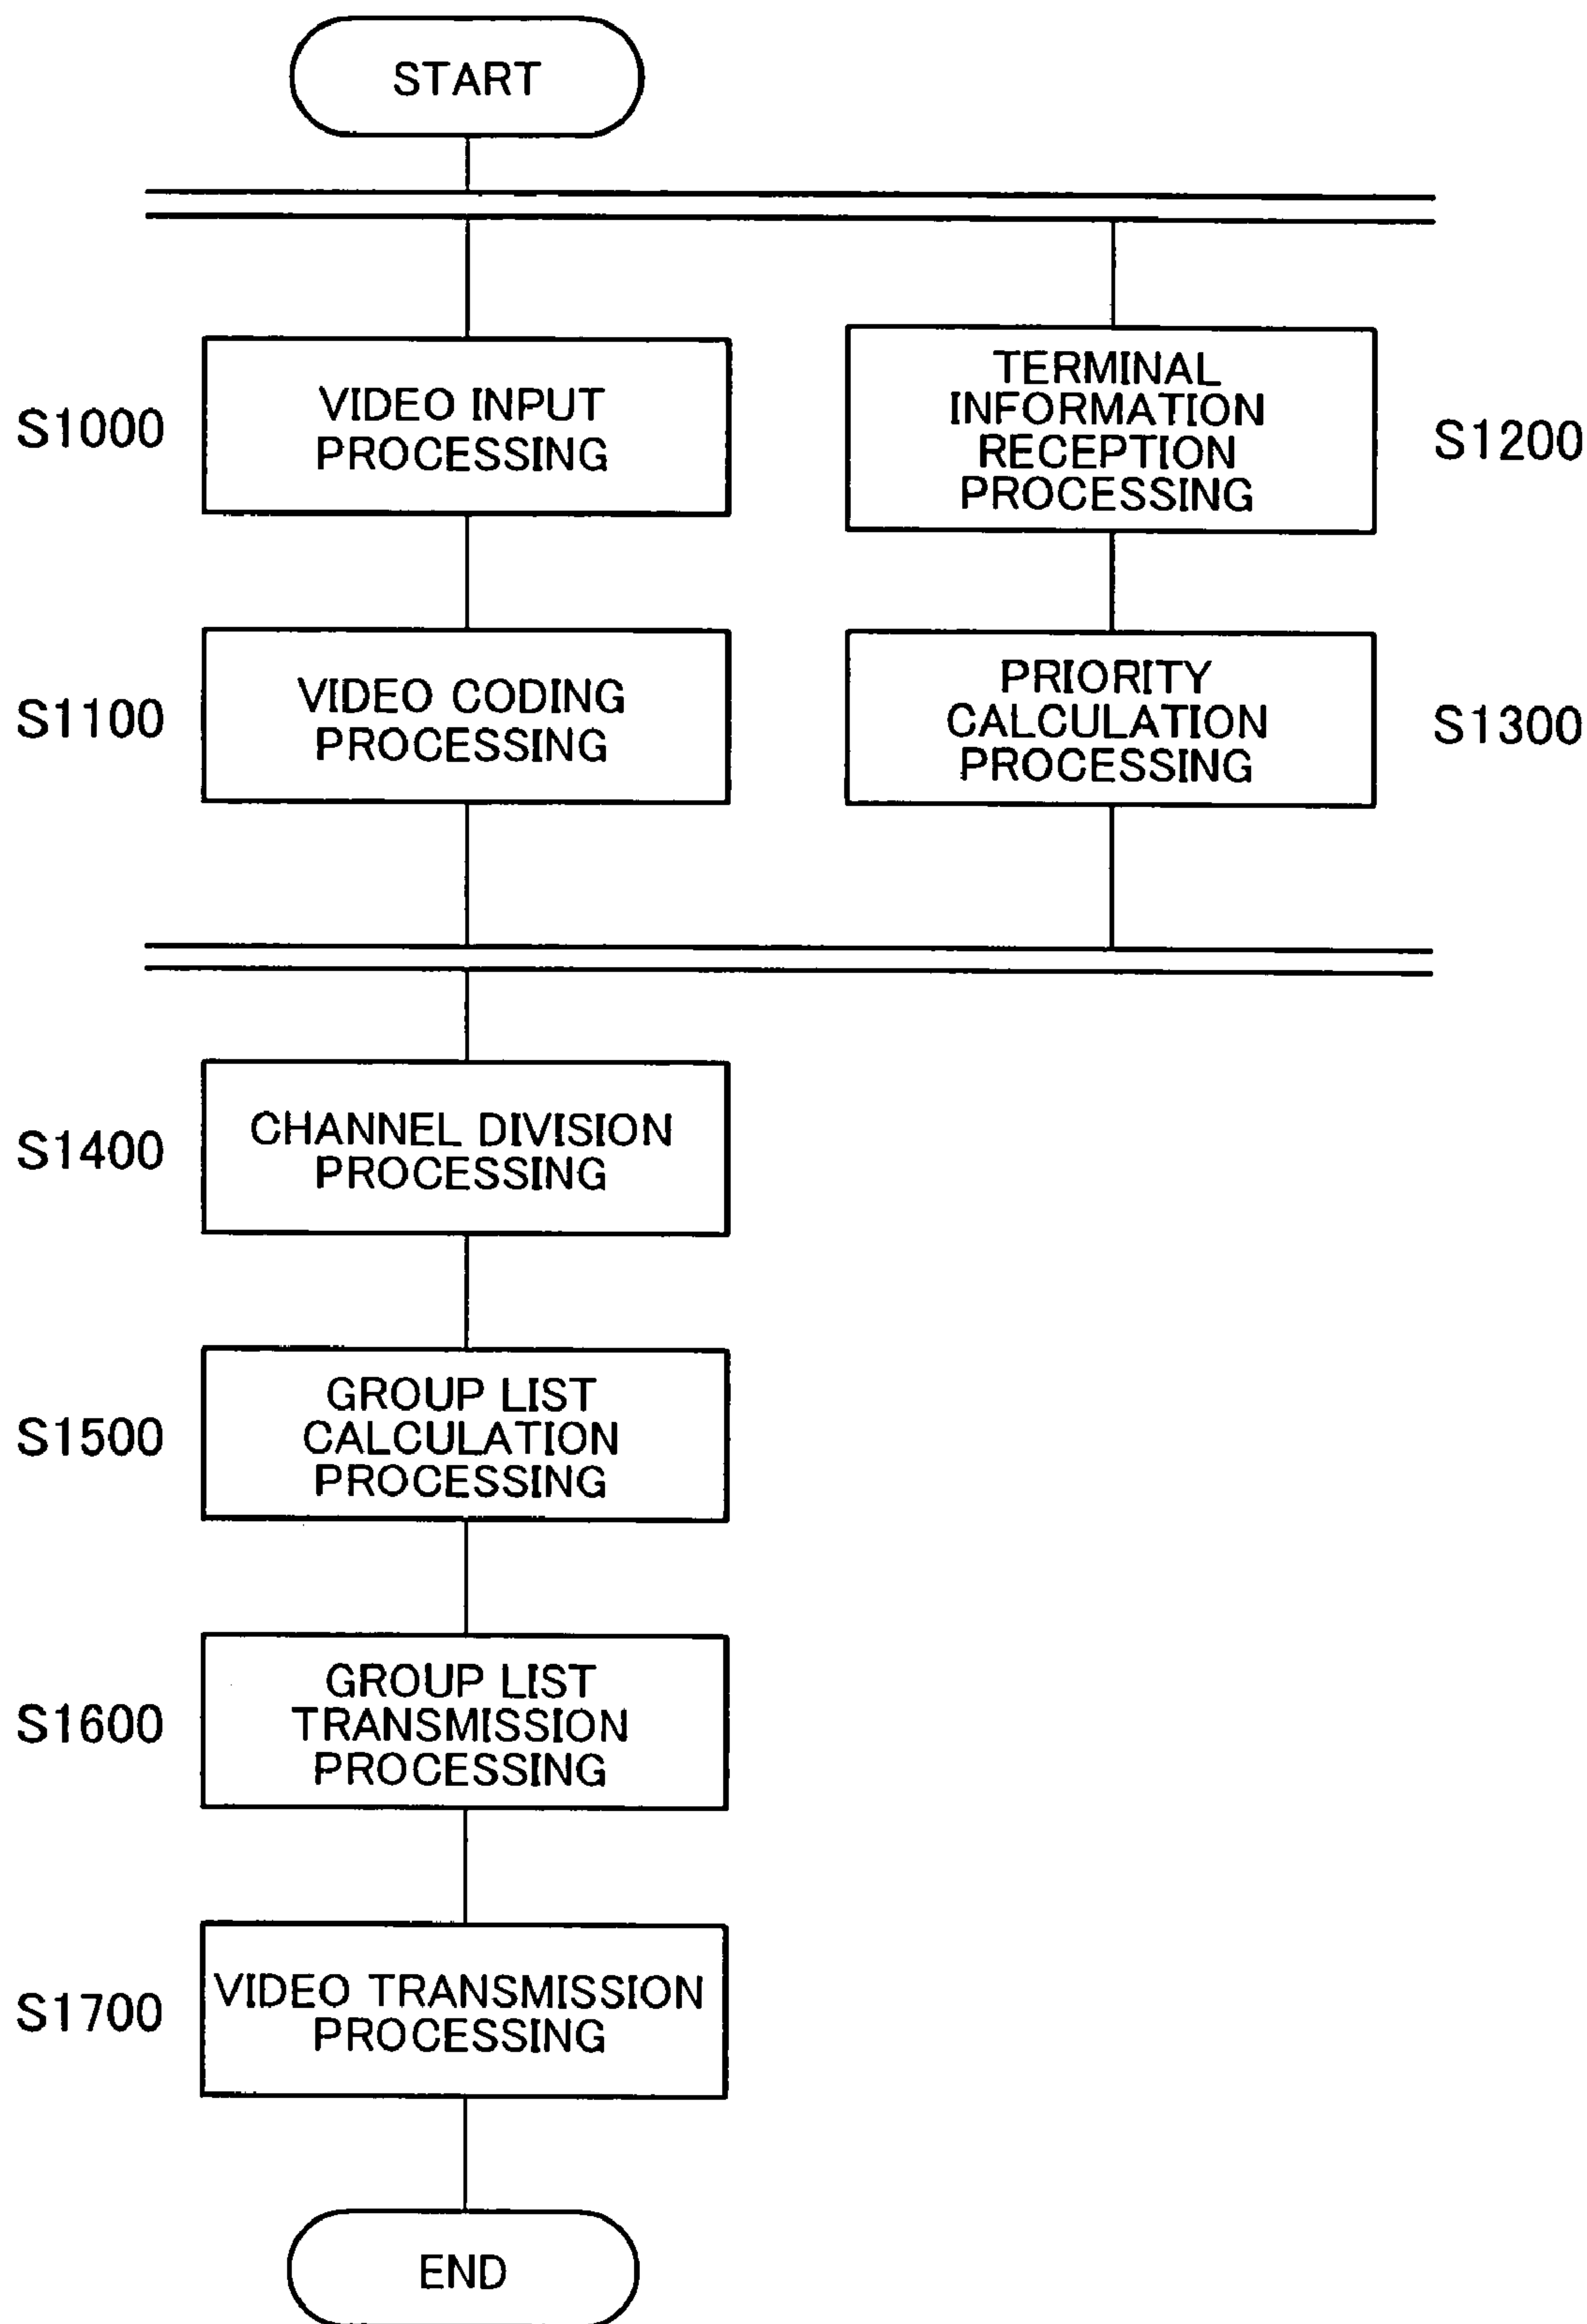 START
S1000
VIDEO INPUT
PROCESSING
TERMINAL
INFORMATION
RECEPTION
PROCESSING
S1200
S1100
VIDEO CODING
PROCESSING
PRIORITY
CALCULATION
PROCESSING
S1300
S1400
CHANNEL DIVISION
PROCESSING
S1500
GROUP LIST
CALCULATION
PROCESSING
S1600
GROUP LIST
TRANSMISSION
PROCESSING
S1700
VIDEO TRANSMISSION
PROCESSING
END